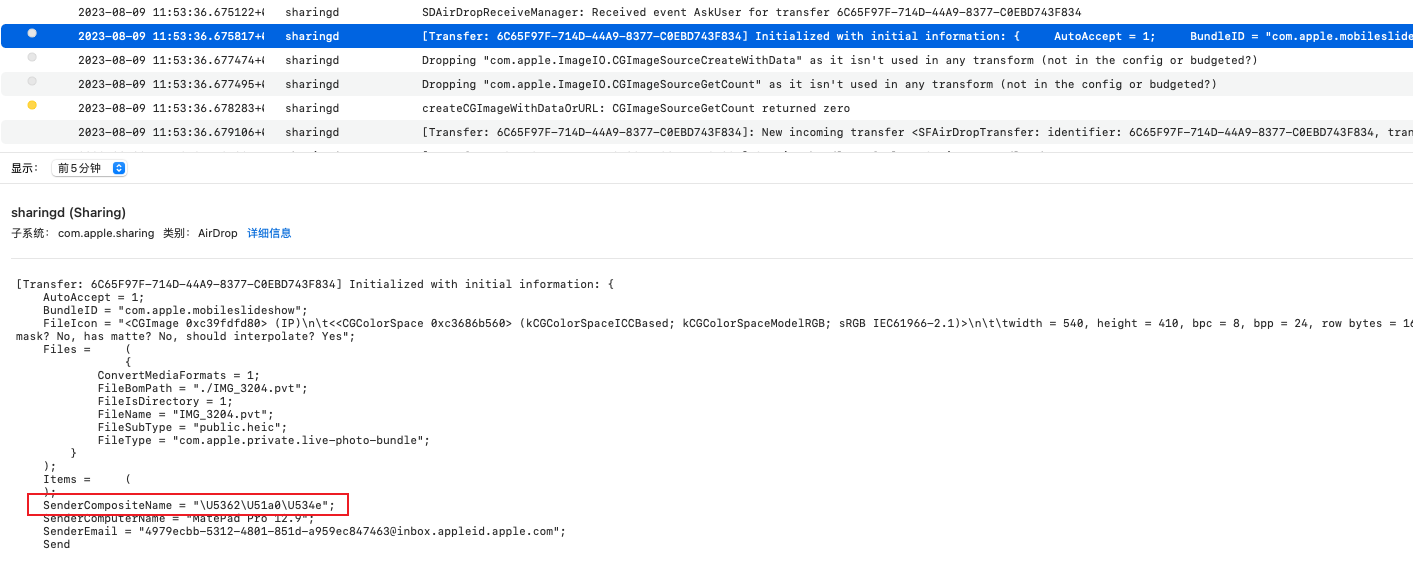 2023-08-09 11:53:36.675122+0 sharingd SDAirDropReceiveManager: Received event AskUser for transfer 6C65F97F-714D-44A9-8377-C0EBD743F834
2023-08-09 11:53:36.675817+0 sharingd [Transfer: 6C65F97F-714D-44A9-8377-C0EBD743F834] Initialized with initial information: { AutoAccept = 1; BundleID = "com.apple.mobileslide
2023-08-09 11:53:36.677474+0 sharingd Dropping "com.apple.ImageIO.CGImageSourceCreateWithData" as it isn't used in any transform (not in the config or budgeted?)
2023-08-09 11:53:36.677495+0 sharingd Dropping "com.apple.ImageIO.CGImageSourceGetCount" as it isn't used in any transform (not in the config or budgeted?)
2023-08-09 11:53:36.678283+0 sharingd createCGImageWithDataOrURL: CGImageSourceGetCount returned zero
2023-08-09 11:53:36.679106+0 sharingd [Transfer: 6C65F97F-714D-44A9-8377-C0EBD743F834]: New incoming transfer <SFAirDropTransfer: identifier: 6C65F97F-714D-44A9-8377-C0EBD743F834, tran
显示： 前5分钟
sharingd (Sharing)
子系统： com.apple.sharing 类别： AirDrop 详细信息
[Transfer: 6C65F97F-714D-44A9-8377-C0EBD743F834] Initialized with initial information: {
AutoAccept = 1;
BundleID = "com.apple.mobileslideshow";
FileIcon = "<CGImage 0xc39fdfd80> (IP)\n\t<<CGColorSpace 0xc3686b560> (kCGColorSpaceICCBased; kCGColorSpaceModelRGB; sRGB IEC61966-2.1)>\n\t\twidth = 540, height = 410, bpc = 8, bpp = 24, row bytes = 16
mask? No, has matte? No, should interpolate? Yes";
Files = (
{
ConvertMediaFormats = 1;
FileBomPath = "./IMG_3204.pvt";
FileIsDirectory = 1;
FileName = "IMG_3204.pvt";
FileSubType = "public.heic";
FileType = "com.apple.private.live-photo-bundle";
}
);
Items = (
);
SenderCompositeName = "\U5362\U51a0\U534e";
SenderComputerName = "MatePad Pro 12.9";
SenderEmail = "4979ecbb-5312-4801-851d-a959ec847463@inbox.appleid.apple.com";
Send